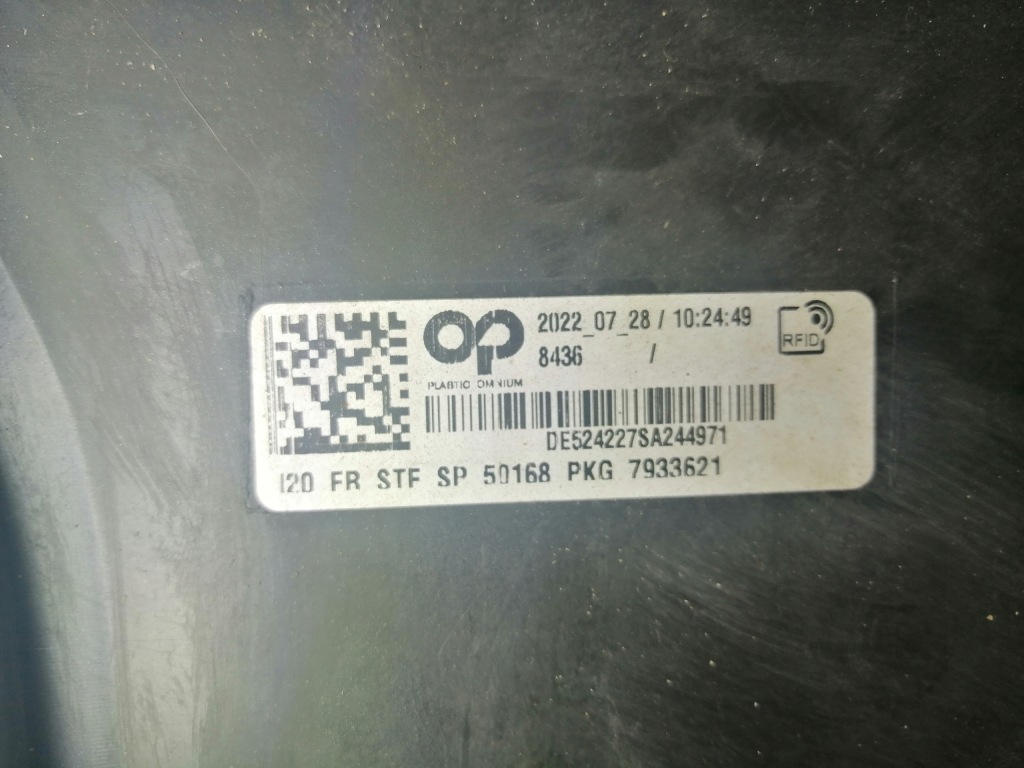 op 2022_07_28 / 10:24:49
RFID
8436 /
PLASTIC OMNIUM
DE524227SA244971
I20 FR STF SP 50168 PKG 7933621